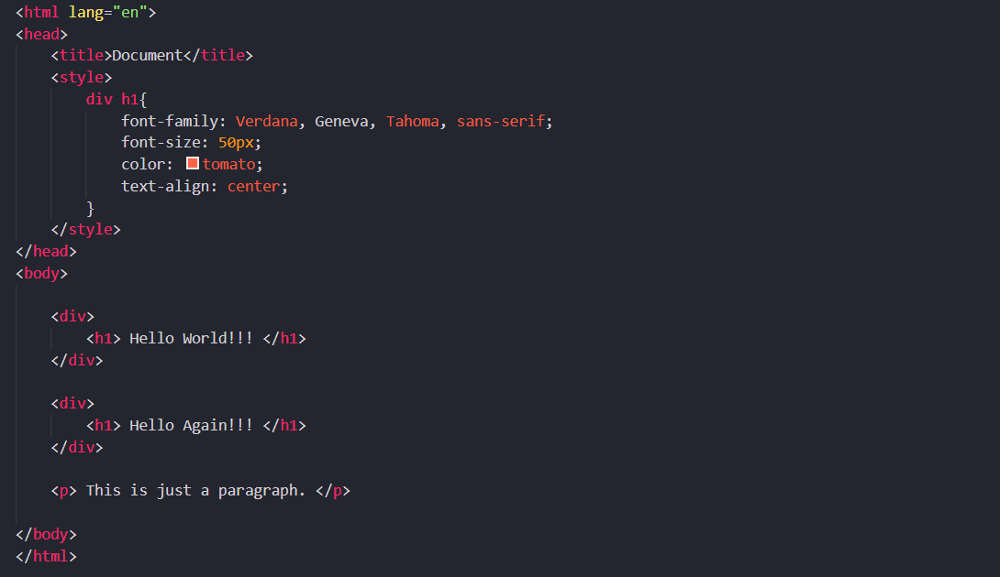 <html lang="en">
<head>
    <title>Document</title>
    <style>
        div h1{
            font-family: Verdana, Geneva, Tahoma, sans-serif;
            font-size: 50px;
            color: tomato;
            text-align: center;
        }
    </style>
</head>
<body>

    <div>
        <h1> Hello World!!! </h1>
    </div>

    <div>
        <h1> Hello Again!!! </h1>
    </div>

    <p> This is just a paragraph. </p>

</body>
</html>